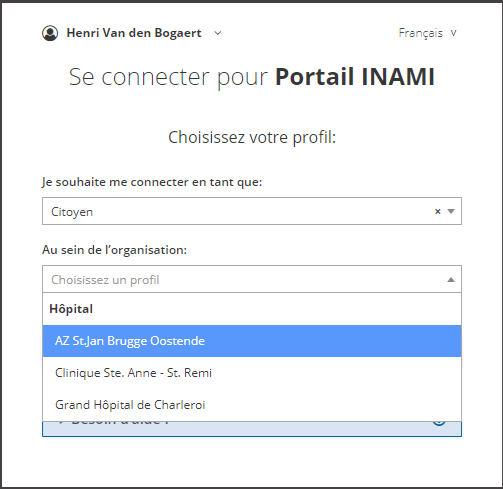 Henri Van den Bogaert
Français
Se connecter pour Portail INAMI
Choisissez votre profil:
Je souhaite me connecter en tant que:
Citoyen
Au sein de l'organisation:
Choisissez un profil
Hôpital
AZ St.Jan Brugge Oostende
Clinique Ste. Anne - St. Remi
Grand Hôpital de Charleroi
Besoin d'aide ?